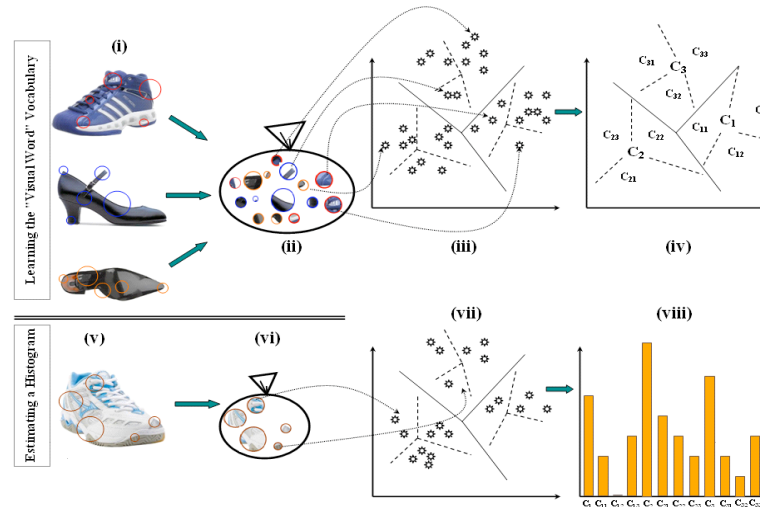 Learning the "Visual Word" Vocabulary
(i)
(ii)
(iii)
(iv)
C₃₁
C₃₃
C₃
C₃₂
C₂₃
C₂₂
C₁₁
C₁
C₂
C₁₂
C₂₁
Estimating a Histogram
(v)
(vi)
(vii)
(viii)